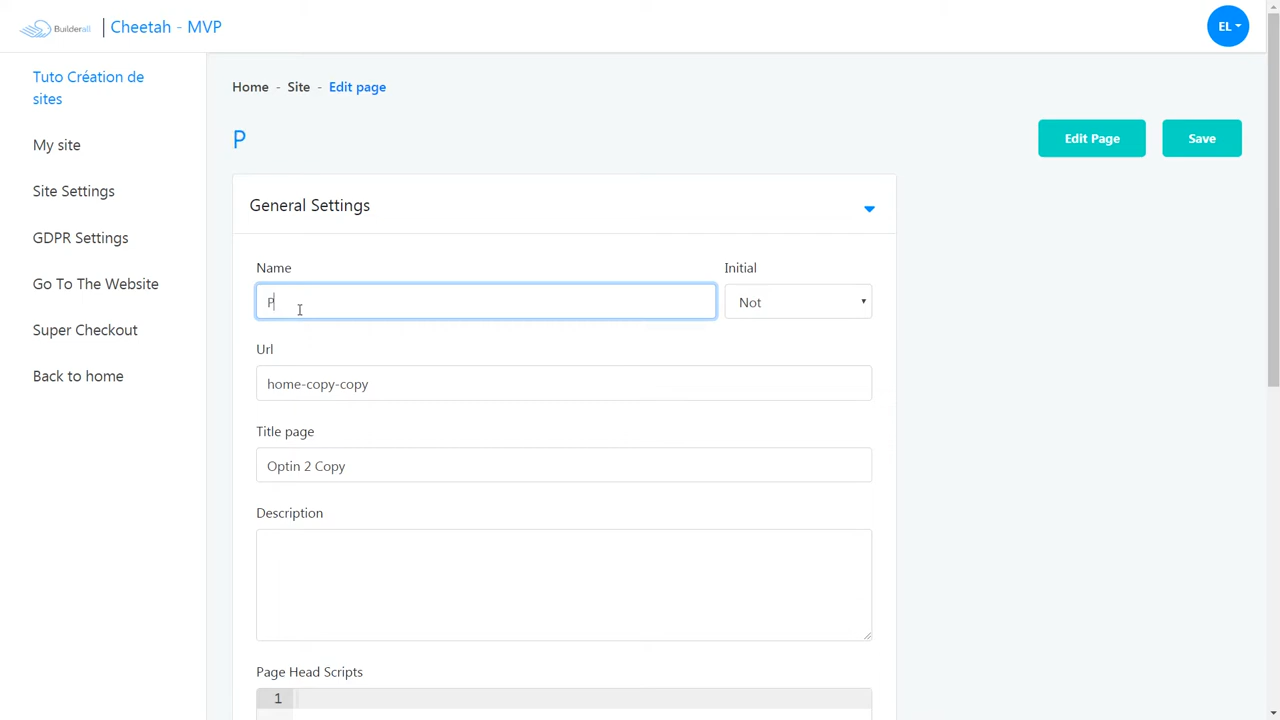 Builderall
Cheetah - MVP
EL
Tuto Création de
sites
My site
Site Settings
GDPR Settings
Go To The Website
Super Checkout
Back to home
Home - Site - Edit page
P
Edit Page
Save
General Settings
Name
Initial
P
Not
Url
home-copy-copy
Title page
Optin 2 Copy
Description
Page Head Scripts
1